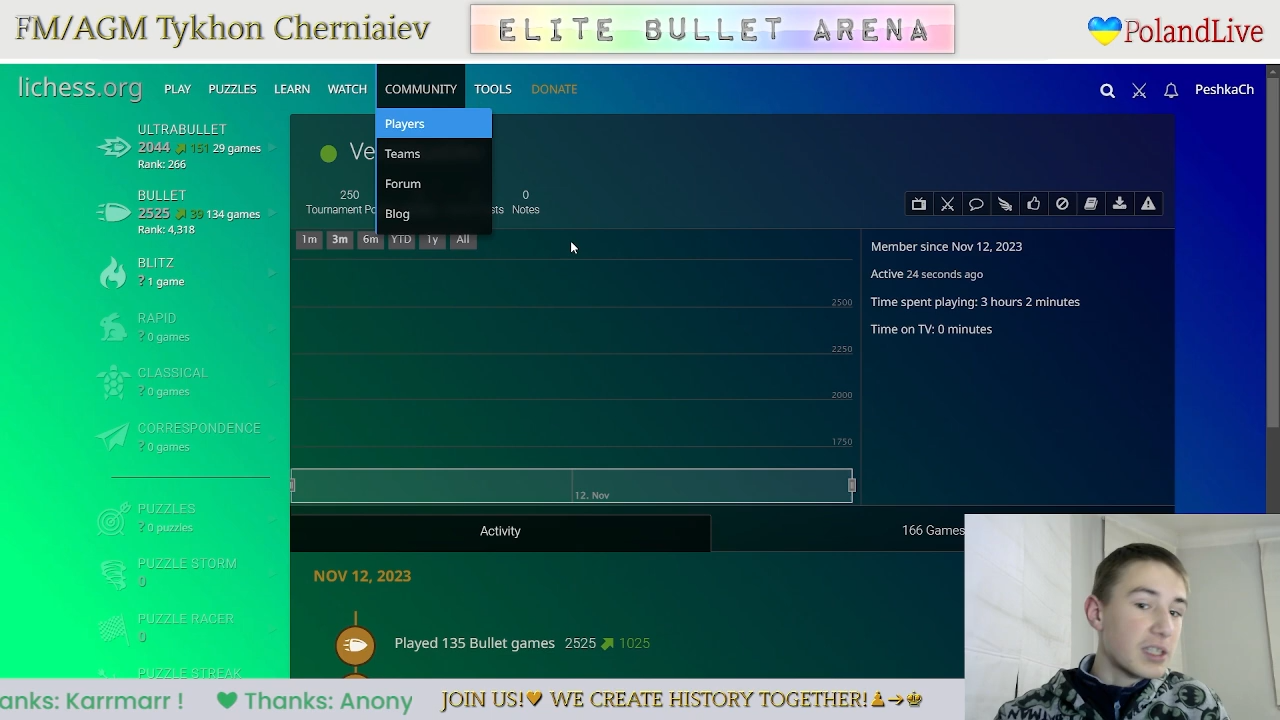 FM/AGM Tykhon Cherniaiev
ELITE BULLET ARENA
PolandLive
lichess.org
PLAY
PUZZLES
LEARN
WATCH
COMMUNITY
TOOLS
DONATE
PeshkaCh
Players
Teams
Forum
Blog
ULTRABULLET
2044 151 29 games
Rank: 266
BULLET
2525 39 134 games
Rank: 4,318
BLITZ
? 1 game
RAPID
? 0 games
CLASSICAL
? 0 games
CORRESPONDENCE
? 0 games
PUZZLES
? 0 puzzles
PUZZLE STORM
0
PUZZLE RACER
0
PUZZLE STREAK
Ve
250
Tournament Po
sts
0
Notes
1m 3m 6m YTD 1y All
2500
2250
2000
1750
12. Nov
Member since Nov 12, 2023
Active 24 seconds ago
Time spent playing: 3 hours 2 minutes
Time on TV: 0 minutes
Activity
166 Games
NOV 12, 2023
Played 135 Bullet games 2525 1025
anks: Karrmarr !
Thanks: Anony
JOIN US! WE CREATE HISTORY TOGETHER!